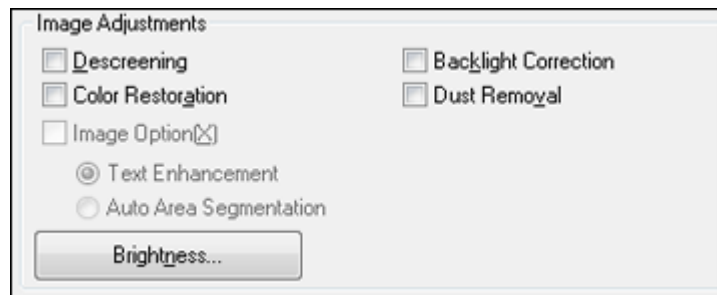 Image Adjustments
Descreening
Backlight Correction
Color Restoration
Dust Removal
Image Option(X)
Text Enhancement
Auto Area Segmentation
Brightness...